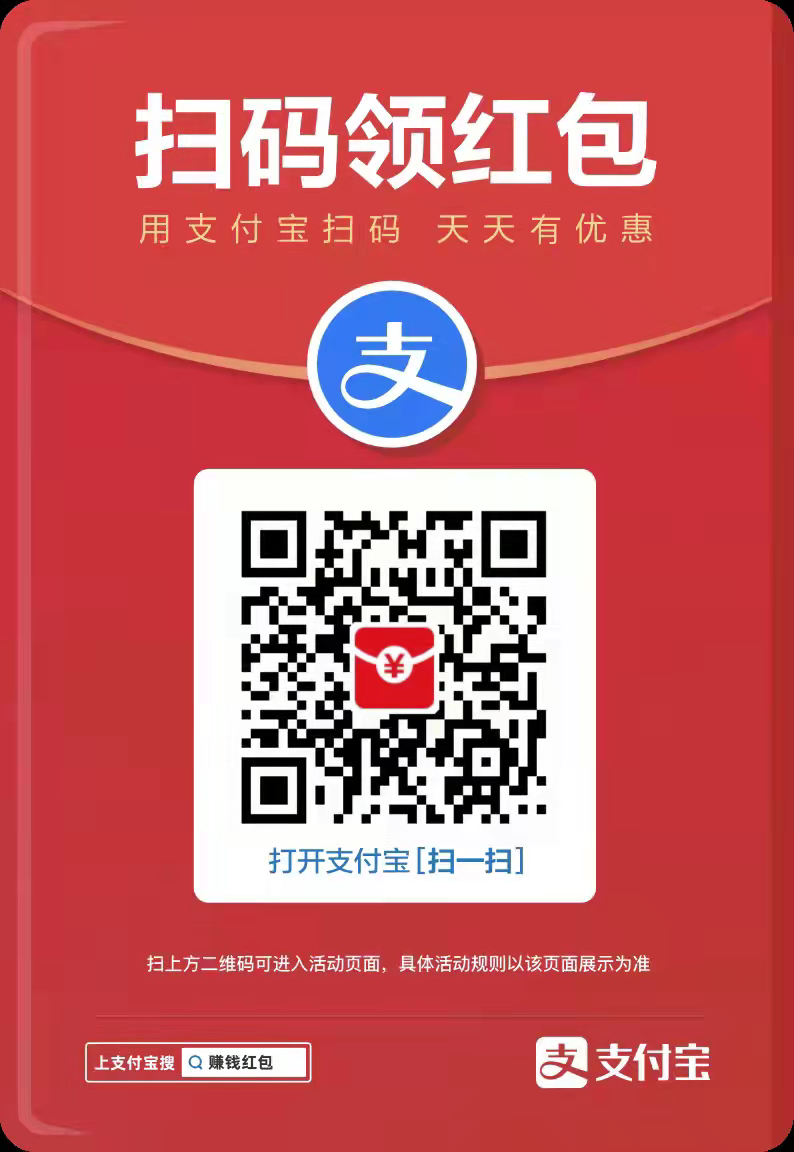 扫码领红包
用支付宝扫码 天天有优惠
支
¥
打开支付宝[扫一扫]
扫上方二维码可进入活动页面，具体活动规则以该页面展示为准
上支付宝搜 赚钱红包
支 支付宝